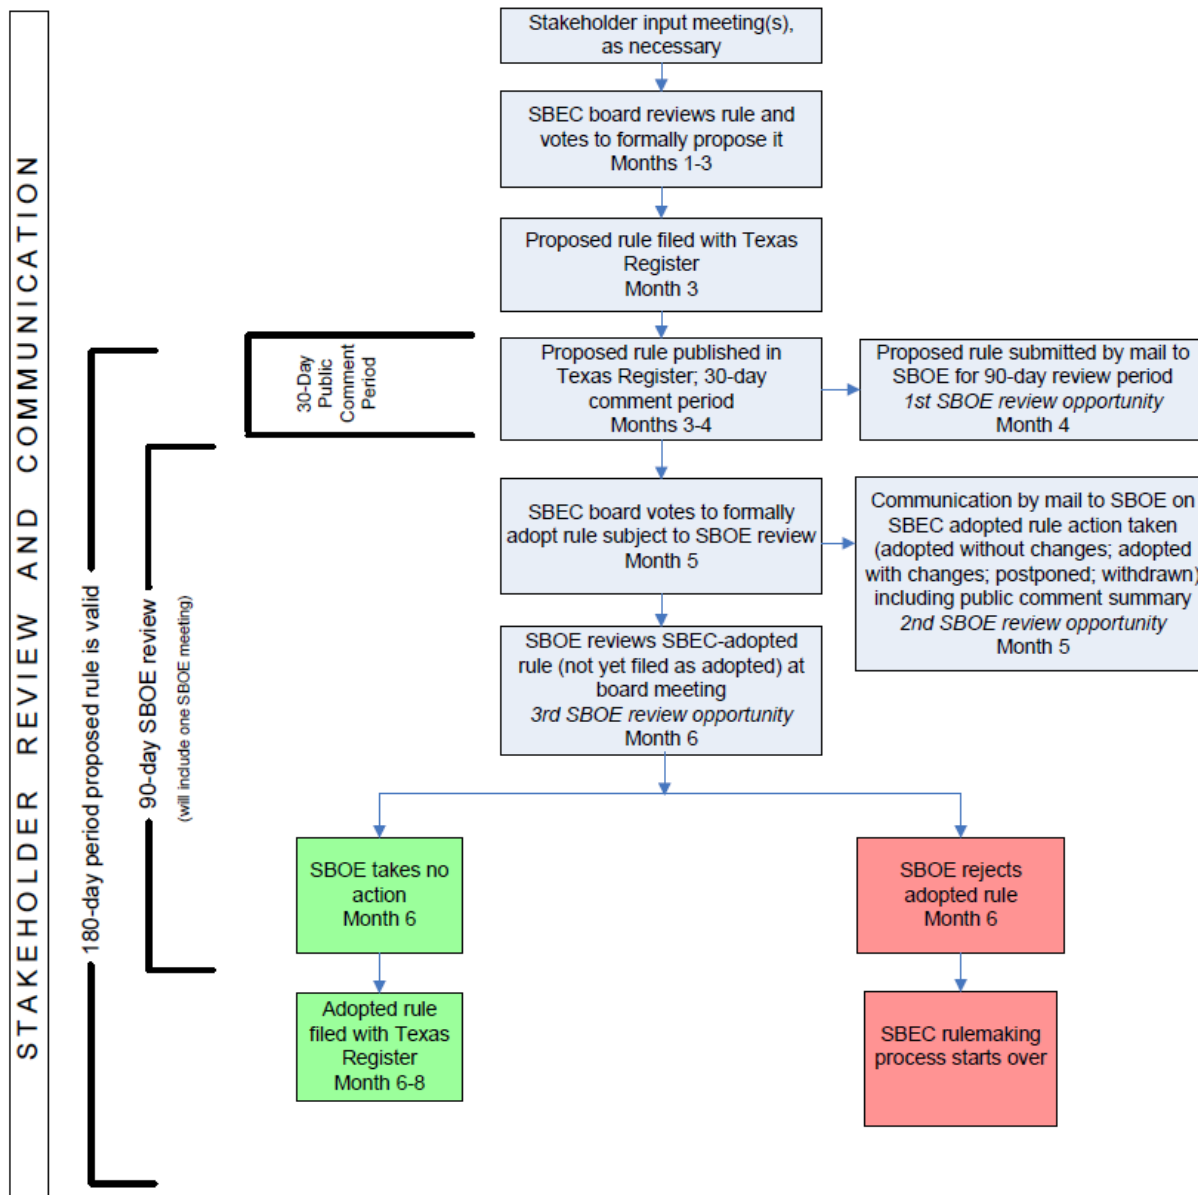 STAKEHOLDER REVIEW AND COMMUNICATION
Stakeholder input meeting(s),
as necessary
SBEC board reviews rule and
votes to formally propose it
Months 1-3
Proposed rule filed with Texas
Register
Month 3
180-day period proposed rule is valid
90-day SBOE review
(will include one SBOE meeting)
30-Day
Public
Comment
Period
Proposed rule published in
Texas Register; 30-day
comment period
Months 3-4
Proposed rule submitted by mail to
SBOE for 90-day review period
1st SBOE review opportunity
Month 4
SBEC board votes to formally
adopt rule subject to SBOE review
Month 5
Communication by mail to SBOE on
SBEC adopted rule action taken
(adopted without changes; adopted
with changes; postponed; withdrawn)
including public comment summary
2nd SBOE review opportunity
Month 5
SBOE reviews SBEC-adopted
rule (not yet filed as adopted) at
board meeting
3rd SBOE review opportunity
Month 6
SBOE takes no
action
Month 6
SBOE rejects
adopted rule
Month 6
Adopted rule
filed with Texas
Register
Month 6-8
SBEC rulemaking
process starts over